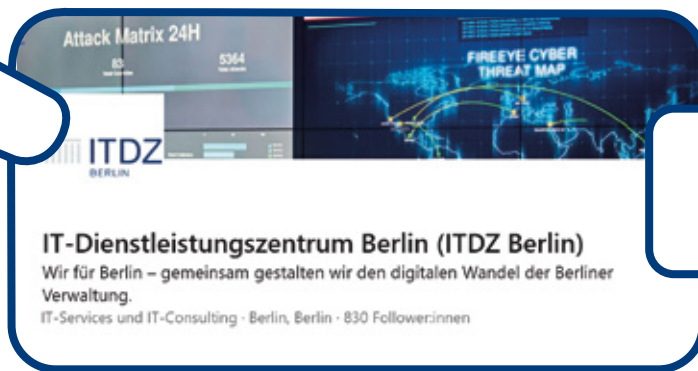 Attack Matrix 24H
83
5364
FIREEYE CYBER
THREAT MAP
ITDZ
BERLIN
IT-Dienstleistungszentrum Berlin (ITDZ Berlin)
Wir für Berlin – gemeinsam gestalten wir den digitalen Wandel der Berliner
Verwaltung.
IT-Services und IT-Consulting · Berlin, Berlin · 830 Follower:innen